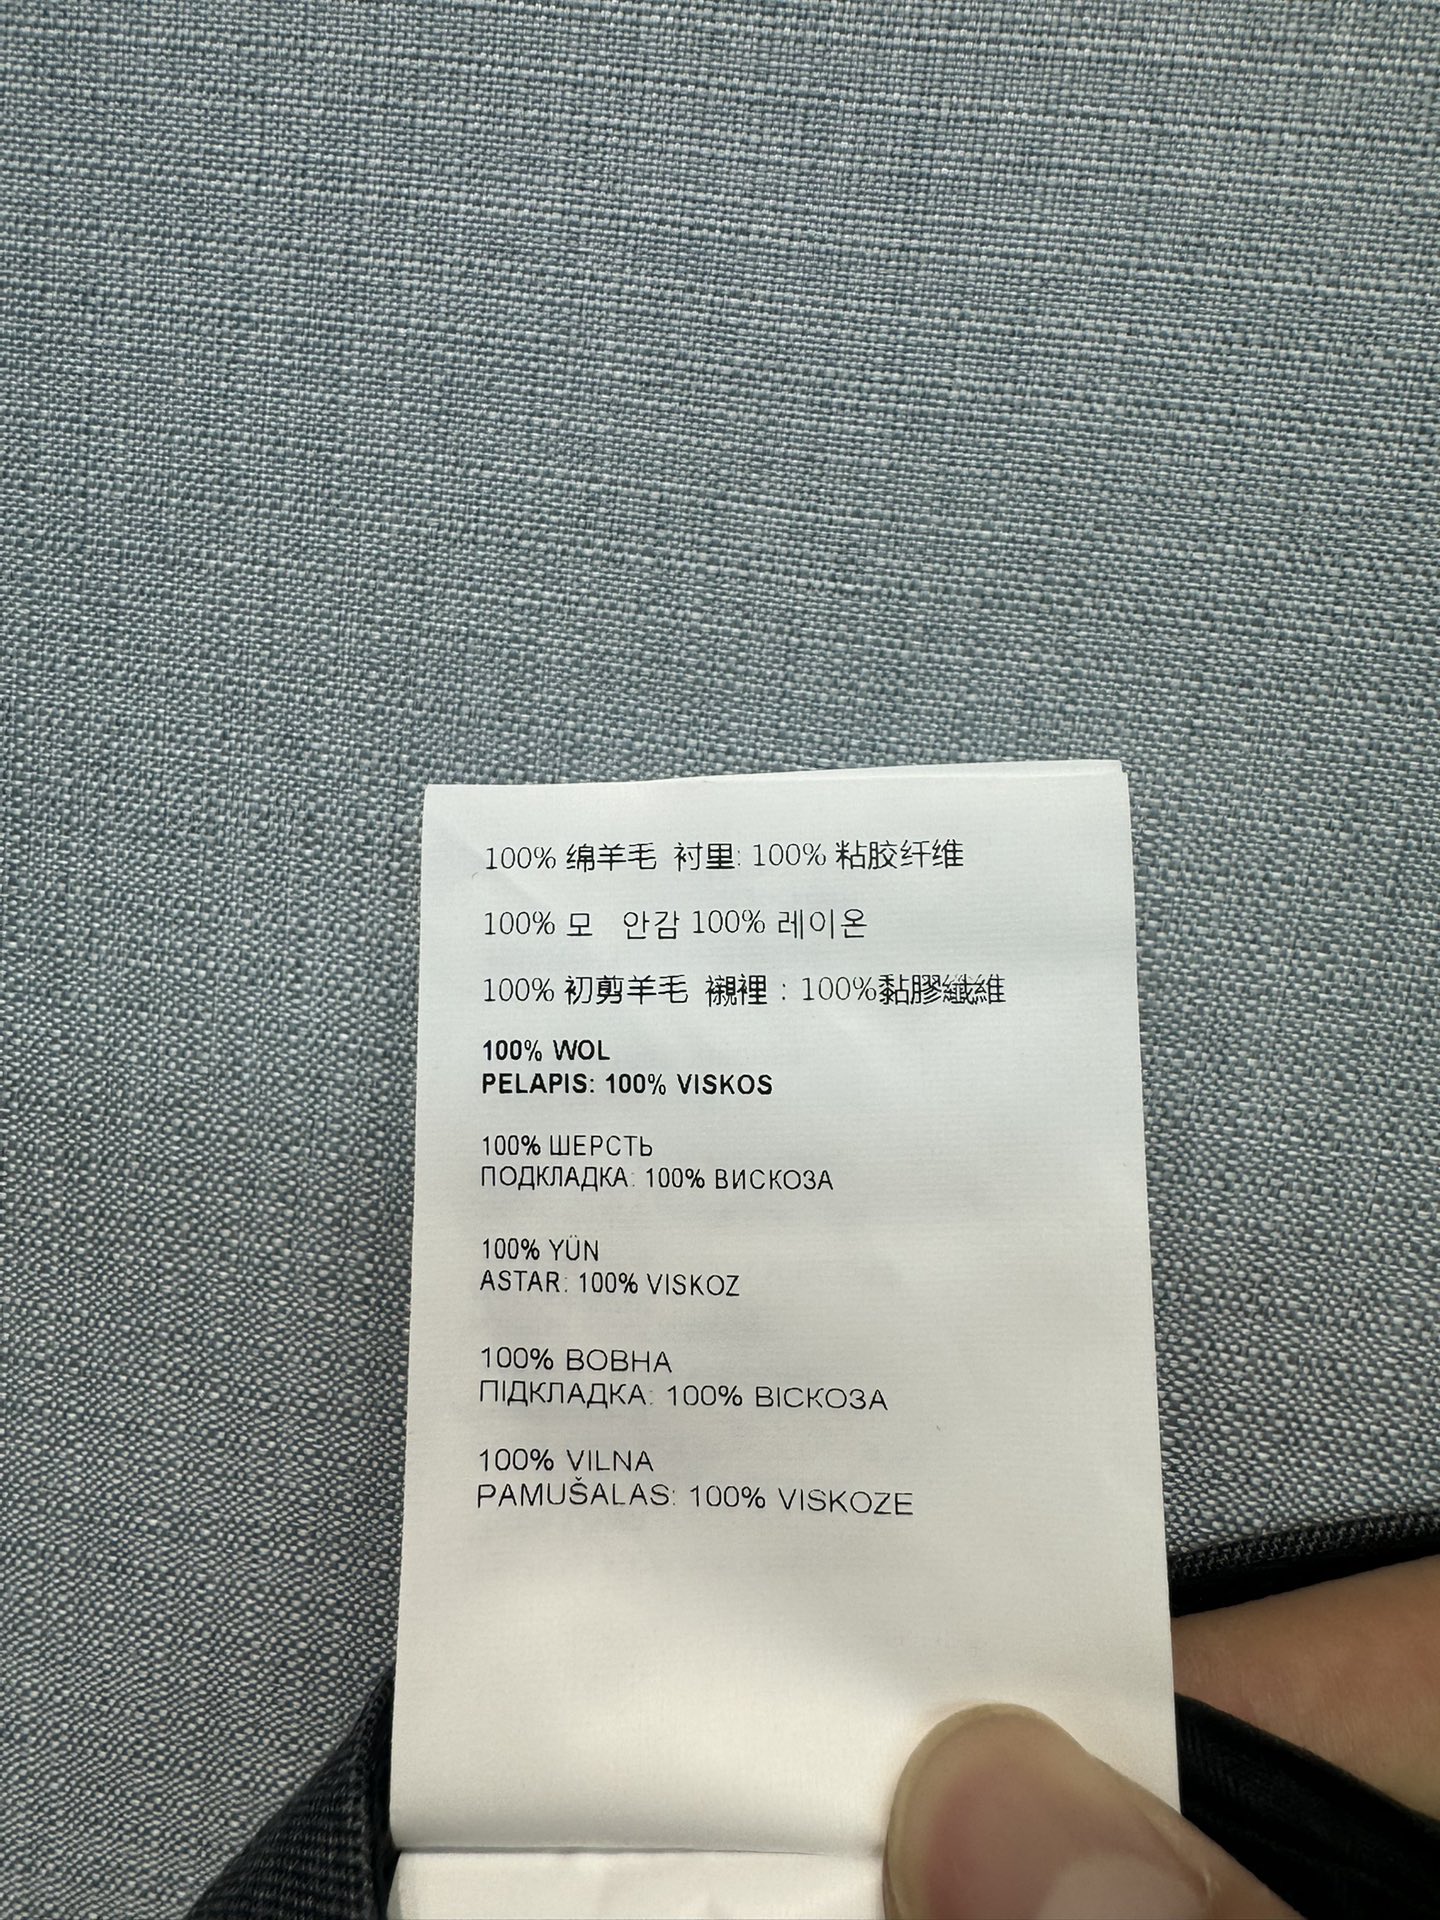 100% 绵羊毛 衬里: 100% 粘胶纤维
100% 모 안감 100% 레이온
100% 初剪羊毛 襯裡：100%黏膠纖維
100% WOL
PELAPIS: 100% VISKOS
100% ШЕРСТЬ
ПОДКЛАДКА: 100% ВИСКОЗА
100% YÜN
ASTAR: 100% VISKOZ
100% ВОВНА
ПІДКЛАДКА: 100% ВІСКОЗА
100% VILNA
PAMUŠALAS: 100% VISKOZE